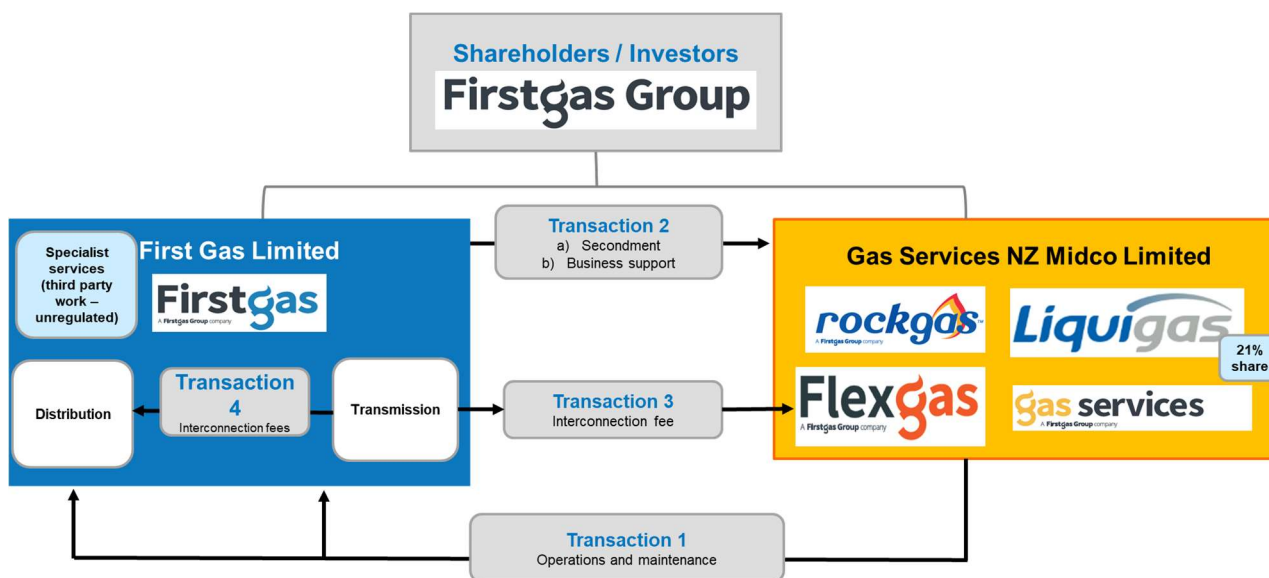 Shareholders / Investors
Firstgas Group
Specialist
services
(third party
work –
unregulated)
First Gas Limited
Firstgas
A Firstgas Group company
Distribution
Transaction
4
Interconnection fees
Transmission
Transaction 2
a) Secondment
b) Business support
Transaction 3
Interconnection fee
Gas Services NZ Midco Limited
rockgas™
A Firstgas Group company
Liquigas
21%
share
Flexgas
A Firstgas Group company
gas services
A Firstgas Group company
Transaction 1
Operations and maintenance